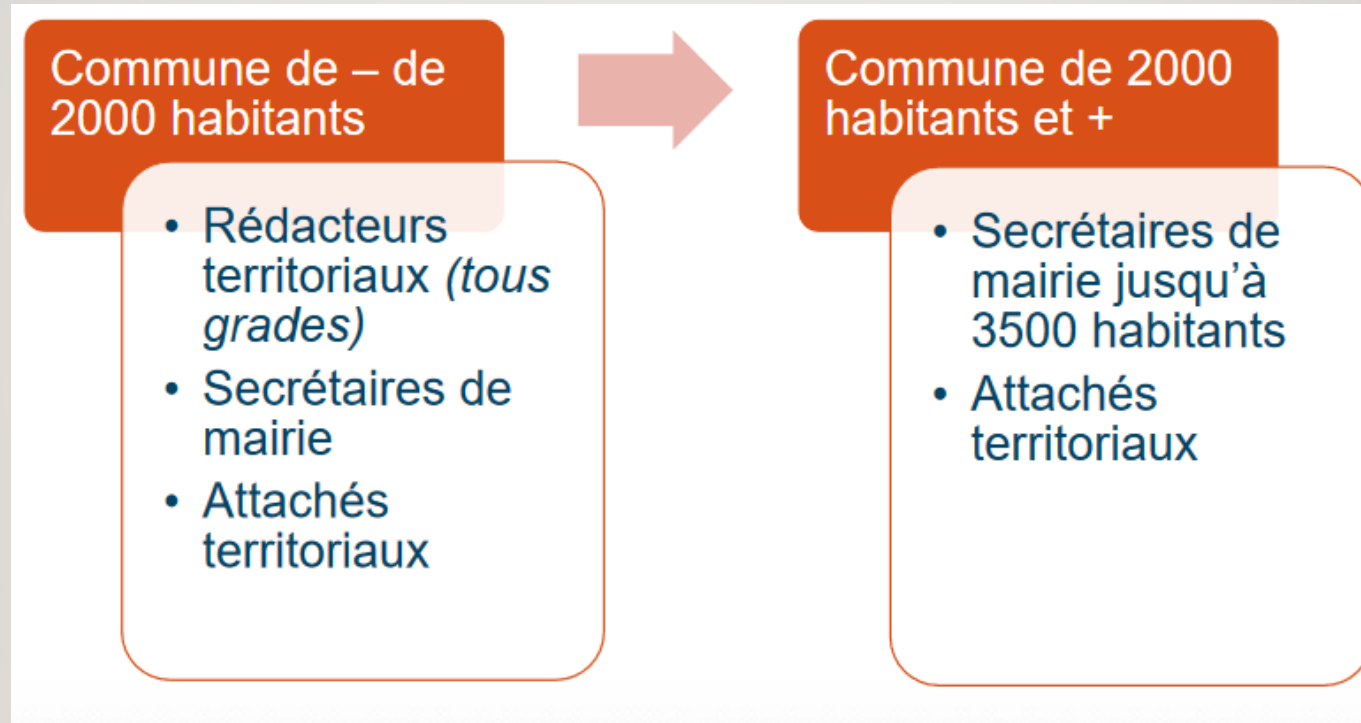 Commune de – de
2000 habitants
• Rédacteurs
territoriaux (tous
grades)
• Secrétaires de
mairie
• Attachés
territoriaux
Commune de 2000
habitants et +
• Secrétaires de
mairie jusqu’à
3500 habitants
• Attachés
territoriaux